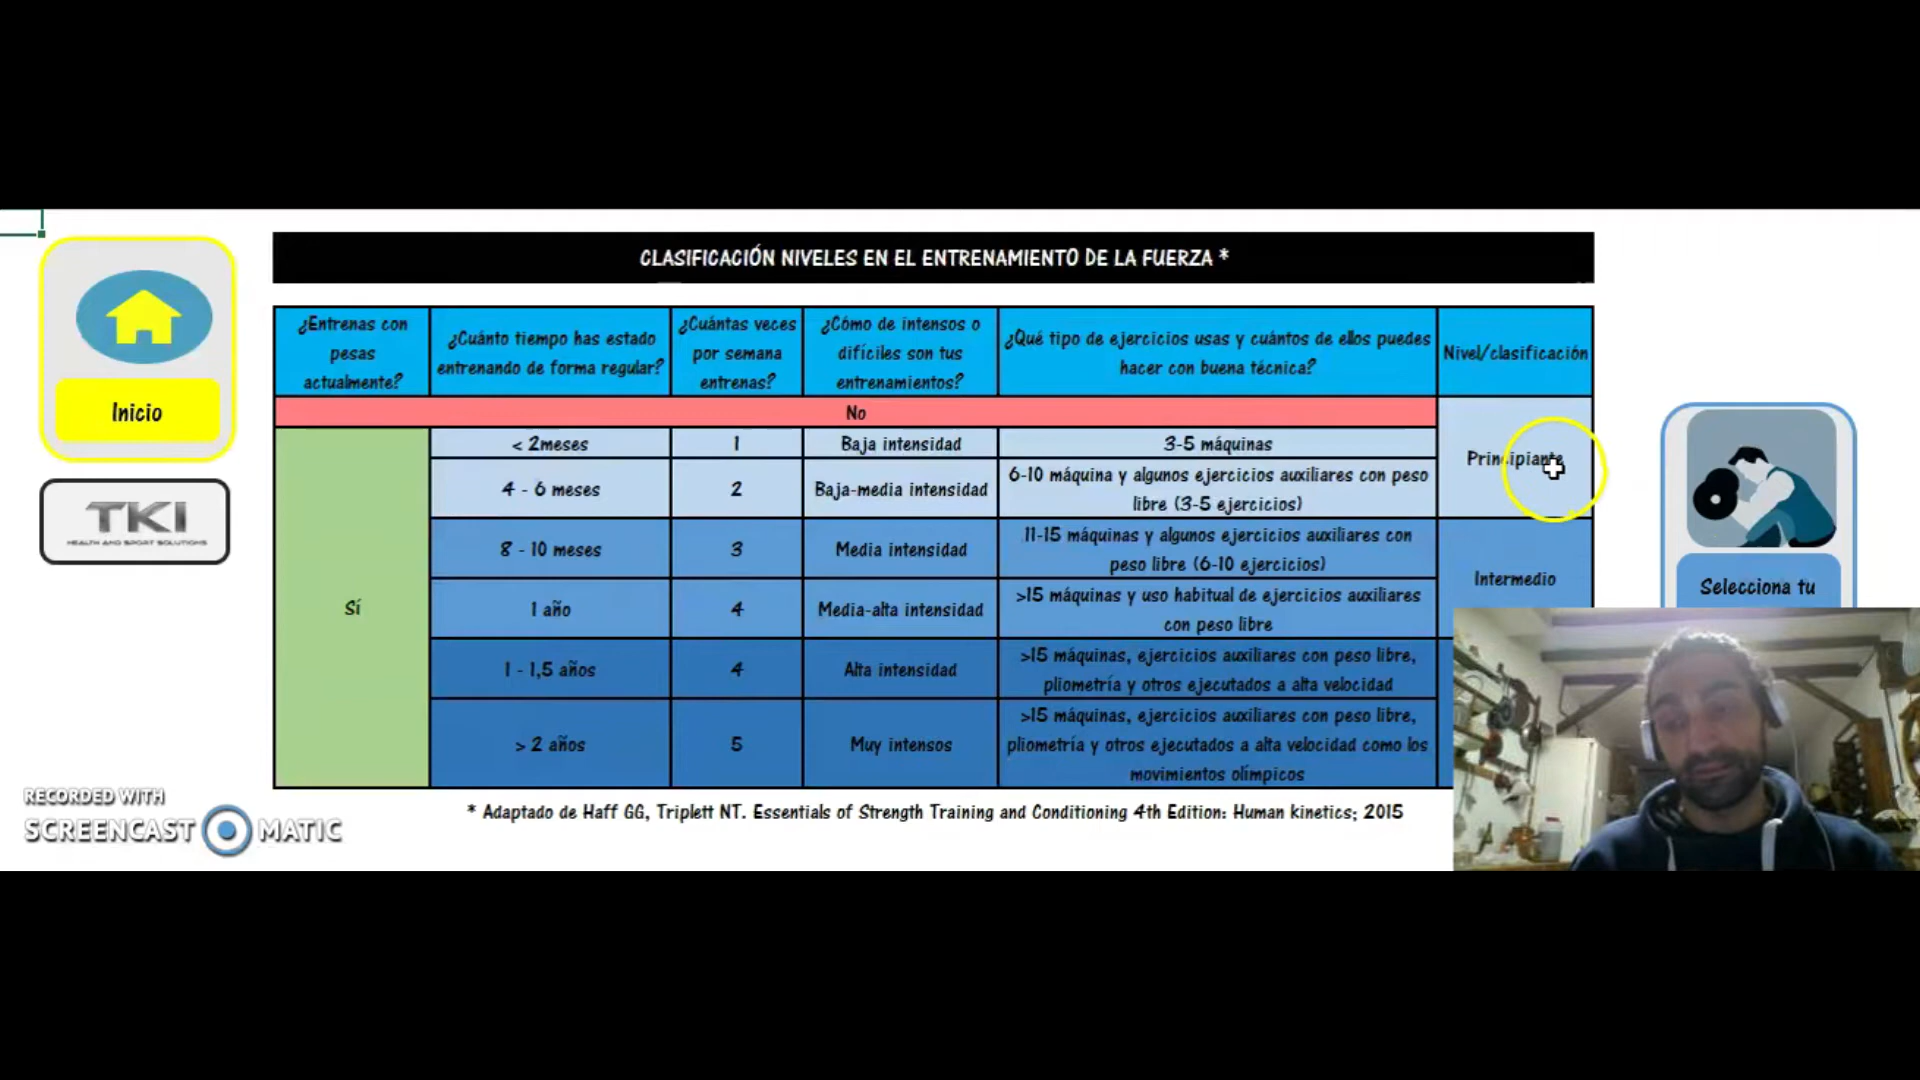 CLASIFICACIÓN NIVELES EN EL ENTRENAMIENTO DE LA FUERZA *
¿Entrenas con
pesas
actualmente?
¿Cuánto tiempo has estado
entrenando de forma regular?
¿Cuántas veces
por semana
entrenas?
¿Cómo de intensos o
difíciles son tus
entrenamientos?
¿Qué tipo de ejercicios usas y cuántos de ellos puedes
hacer con buena técnica?
Nivel/clasificación
No
Principiante
Sí
< 2meses
1
Baja intensidad
3-5 máquinas
4 - 6 meses
2
Baja-media intensidad
6-10 máquina y algunos ejercicios auxiliares con peso
libre (3-5 ejercicios)
8 - 10 meses
3
Media intensidad
11-15 máquinas y algunos ejercicios auxiliares con
peso libre (6-10 ejercicios)
Intermedio
1 año
4
Media-alta intensidad
>15 máquinas y uso habitual de ejercicios auxiliares
con peso libre
1 - 1,5 años
4
Alta intensidad
>15 máquinas, ejercicios auxiliares con peso libre,
pliometría y otros ejecutados a alta velocidad
> 2 años
5
Muy intensos
>15 máquinas, ejercicios auxiliares con peso libre,
pliometría y otros ejecutados a alta velocidad como los
movimientos olímpicos
* Adaptado de Haff GG, Triplett NT. Essentials of Strength Training and Conditioning 4th Edition: Human kinetics; 2015
Inicio
TKI
HEALTH AND SPORT SOLUTIONS
Selecciona tu
RECORDED WITH
SCREENCAST MATIC